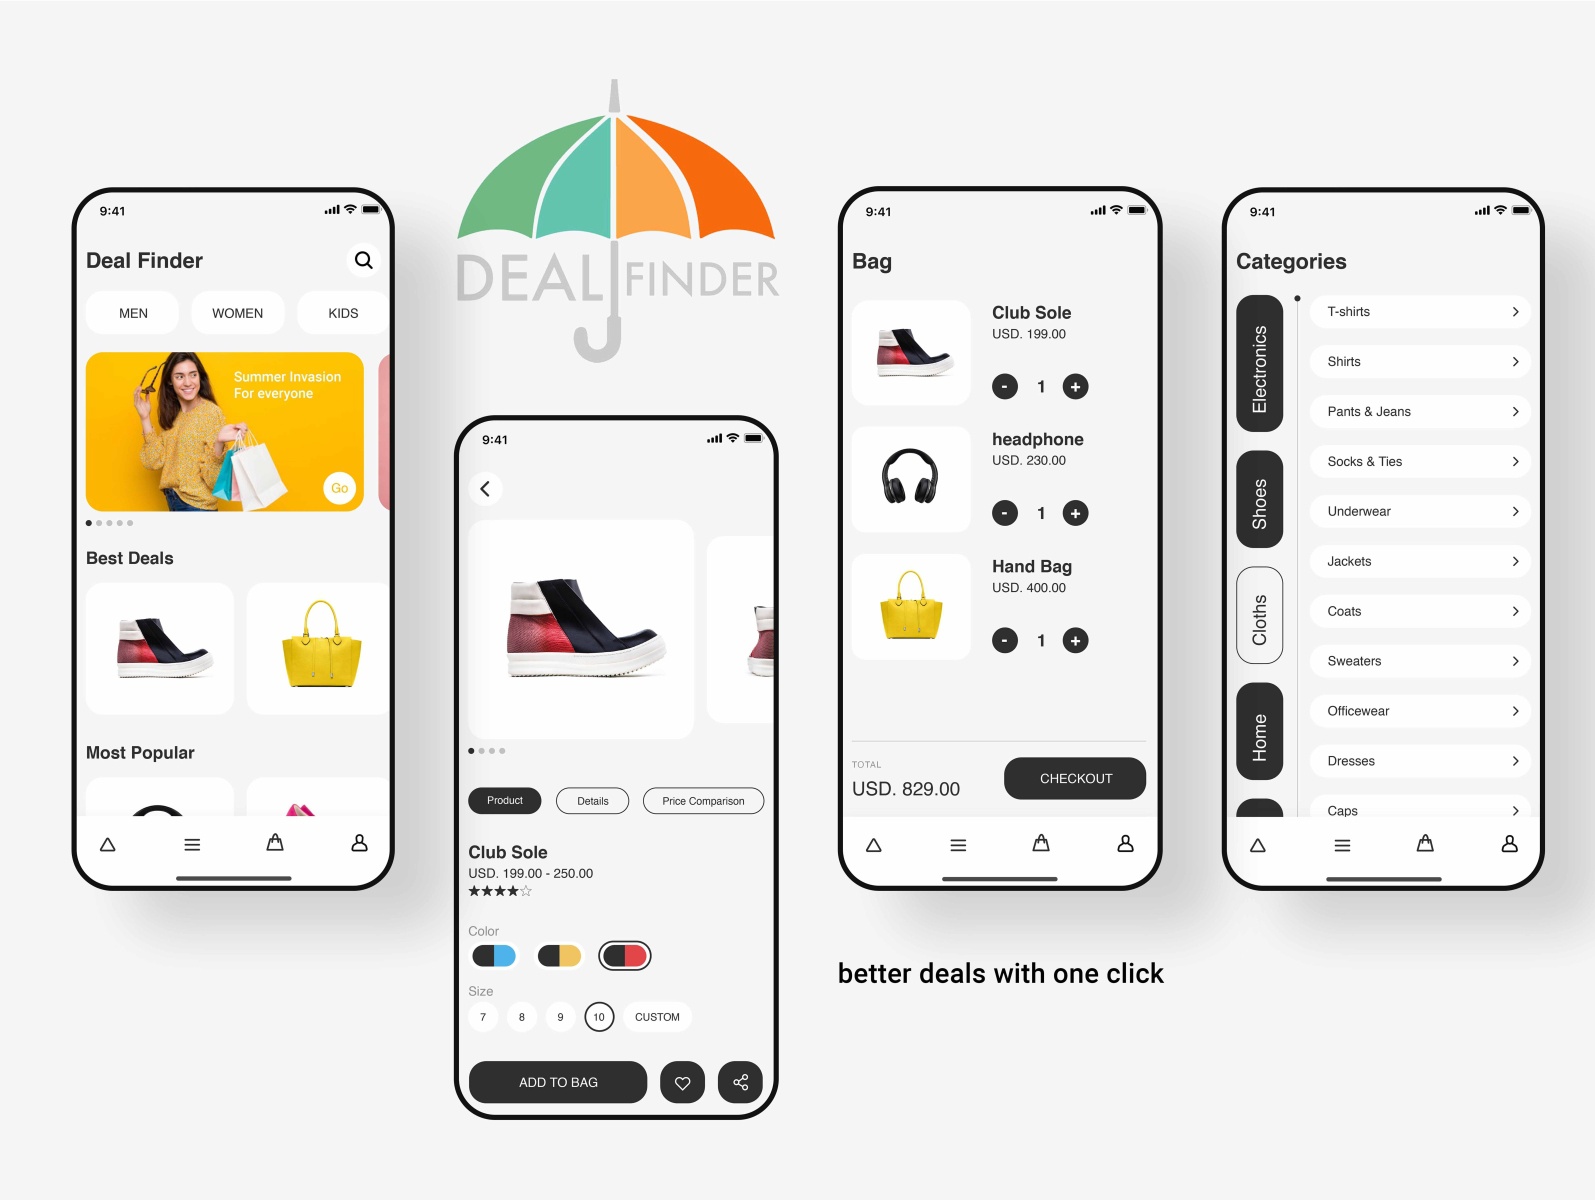 DEAL FINDER
9:41
Deal Finder
MEN
WOMEN
KIDS
Summer Invasion
For everyone
Go
Best Deals
Most Popular
9:41
Product
Details
Price Comparison
Club Sole
USD. 199.00 - 250.00
Color
Size
7
8
9
10
CUSTOM
ADD TO BAG
9:41
Bag
Club Sole
USD. 199.00
- 1 +
headphone
USD. 230.00
- 1 +
Hand Bag
USD. 400.00
- 1 +
TOTAL
USD. 829.00
CHECKOUT
better deals with one click
9:41
Categories
Electronics
Shoes
Cloths
Home
T-shirts
Shirts
Pants & Jeans
Socks & Ties
Underwear
Jackets
Coats
Sweaters
Officewear
Dresses
Caps